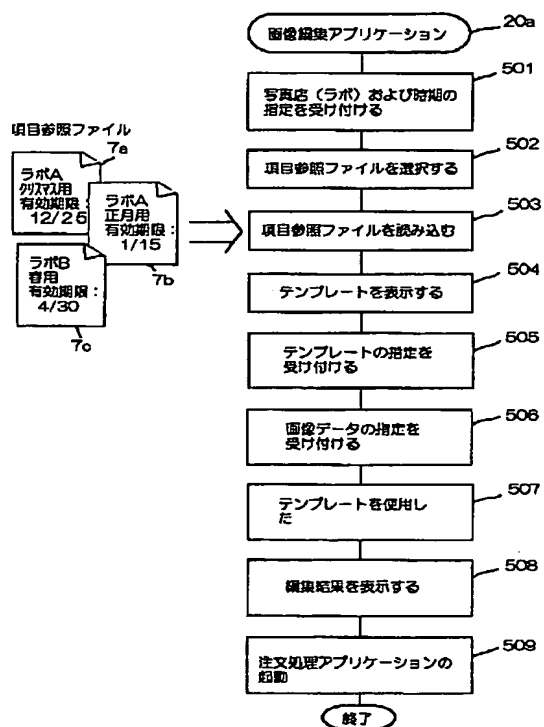 画像編集アプリケーション
20a
501
写真店(ラボ)および時期の
指定を受け付ける
502
項目参照ファイルを選択する
503
項目参照ファイルを読み込む
504
テンプレートを表示する
505
テンプレートの指定を
受け付ける
506
画像データの指定を
受け付ける
507
テンプレートを使用し
た
508
編集結果を表示する
509
注文処理アプリケーションの
起動
終了
項目参照ファイル
7a
ラボA
クリスマス用
有効期限:
12/25
ラボA
正月用
有効期限:
1/15
7b
ラボB
春用
有効期限:
4/30
7c